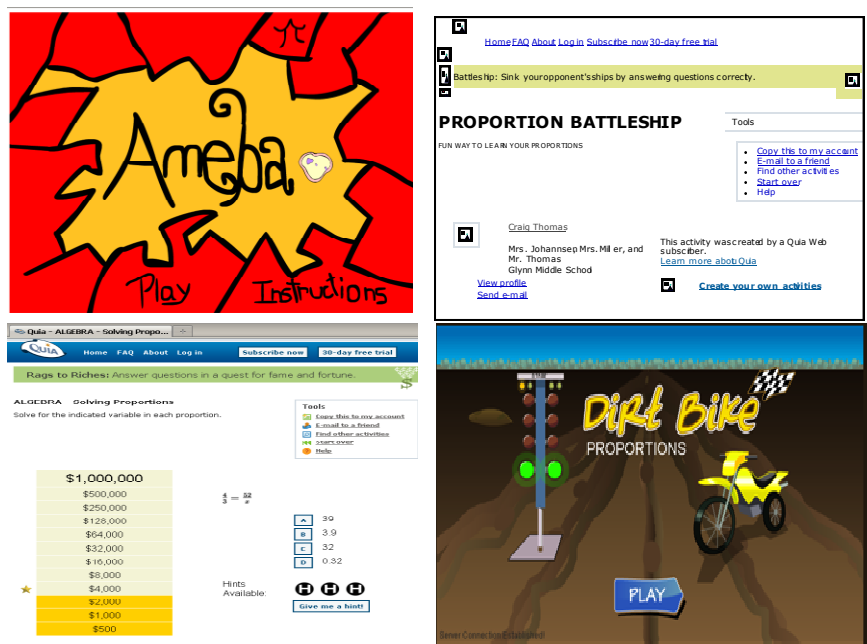 π
Ameba
Play
Instructions
Home FAQ About Log in Subscribe now 30-day free trial
Battleship: Sink your opponent's ships by answering questions correctly.
PROPORTION BATTLESHIP
FUN WAY TO LEARN YOUR PROPORTIONS
Tools
Copy this to my account
E-mail to a friend
Find other activities
Start over
Help
Craig Thomas
Mrs. Johannsep Mrs. Miller, and
Mr. Thomas
Glynn Middle School
View profile
Send e-mail
This activity was created by a Quia Web
subscriber.
Learn more about Quia
Create your own activities
Quia - ALGEBRA - Solving Propo...
QUIA Home FAQ About Log in Subscribe now 30-day free trial
Rags to Riches: Answer questions in a quest for fame and fortune.
ALGEBRA Solving Proportions
Solve for the indicated variable in each proportion.
Tools
Copy this to my account
E-mail to a friend
Find other activities
Start over
Help
$1,000,000
$500,000
$250,000
$128,000
$64,000
$32,000
$16,000
$8,000
$4,000
$2,000
$1,000
$500
4/3 = 52/x
A 39
B 3.9
C 32
D 0.32
Hints
Available:
H H H
Give me a hint!
Dirt Bike
PROPORTIONS
PLAY
Server Connection Established!